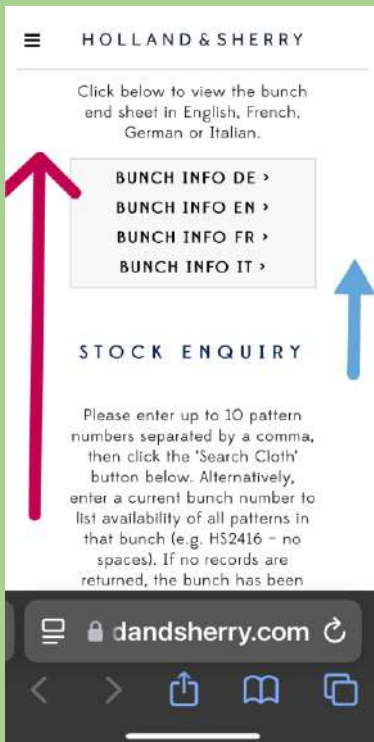 HOLLAND & SHERRY
Click below to view the bunch
end sheet in English, French,
German or Italian.
BUNCH INFO DE >
BUNCH INFO EN >
BUNCH INFO FR >
BUNCH INFO IT >
STOCK ENQUIRY
Please enter up to 10 pattern
numbers separated by a comma,
then click the 'Search Cloth'
button below. Alternatively,
enter a current bunch number to
list availability of all patterns in
that bunch (e.g. HS2416 – no
spaces). If no records are
returned, the bunch has been
dandsherry.com